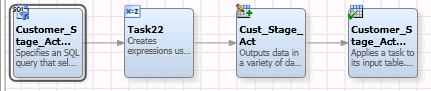 Customer_S
tage_Act...
Specifies an SQL
query that sel...
Task22
Creates
expressions us...
Cust_Stage_
Act
Outputs data in
a variety of da...
Customer_S
tage_Act...
Applies a task to
its input table....